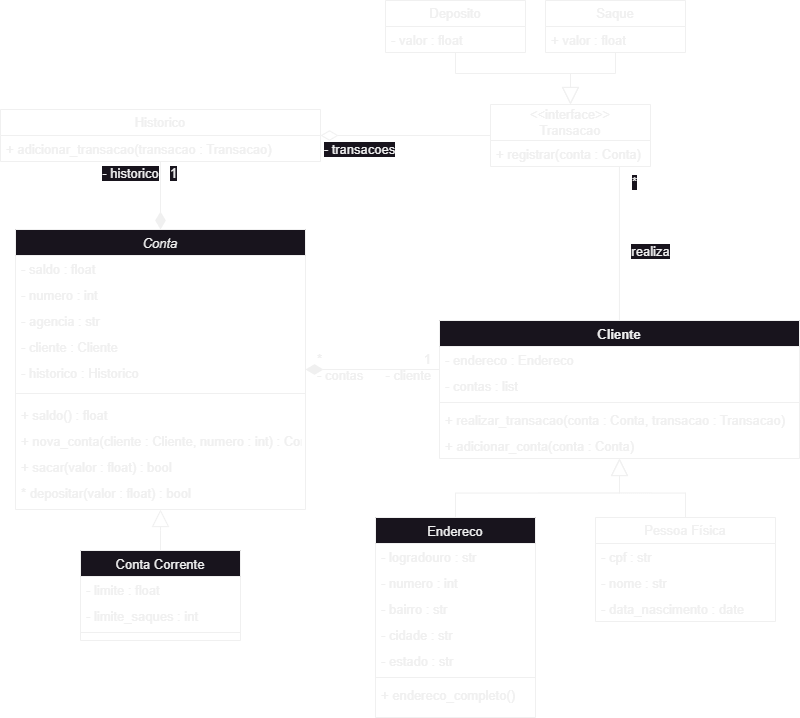 Deposito
- valor : float
Saque
+ valor : float
Historico
+ adicionar_transacao(transacao : Transacao)
- transacoes
<<interface>>
Transacao
+ registrar(conta : Conta)
- historico
1
*
realiza
Conta
- saldo : float
- numero : int
- agencia : str
- cliente : Cliente
- historico : Historico
+ saldo() : float
+ nova_conta(cliente : Cliente, numero : int) : Co
+ sacar(valor : float) : bool
* depositar(valor : float) : bool
*
- contas
1
- cliente
Cliente
- endereco : Endereco
- contas : list
+ realizar_transacao(conta : Conta, transacao : Transacao)
+ adicionar_conta(conta : Conta)
Conta Corrente
- limite : float
- limite_saques : int
Endereco
- logradouro : str
- numero : int
- bairro : str
- cidade : str
- estado : str
+ endereco_completo()
Pessoa Física
- cpf : str
- nome : str
- data_nascimento : date